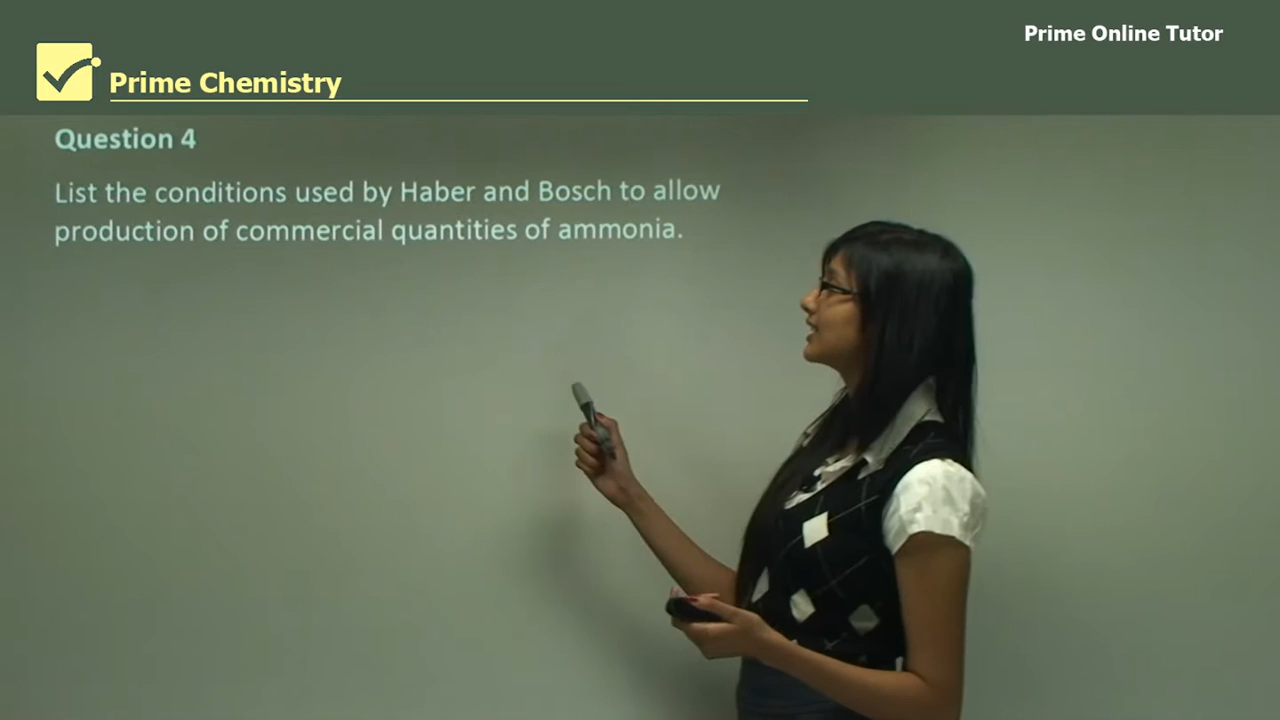 Prime Online Tutor
Prime Chemistry
Question 4
List the conditions used by Haber and Bosch to allow
production of commercial quantities of ammonia.